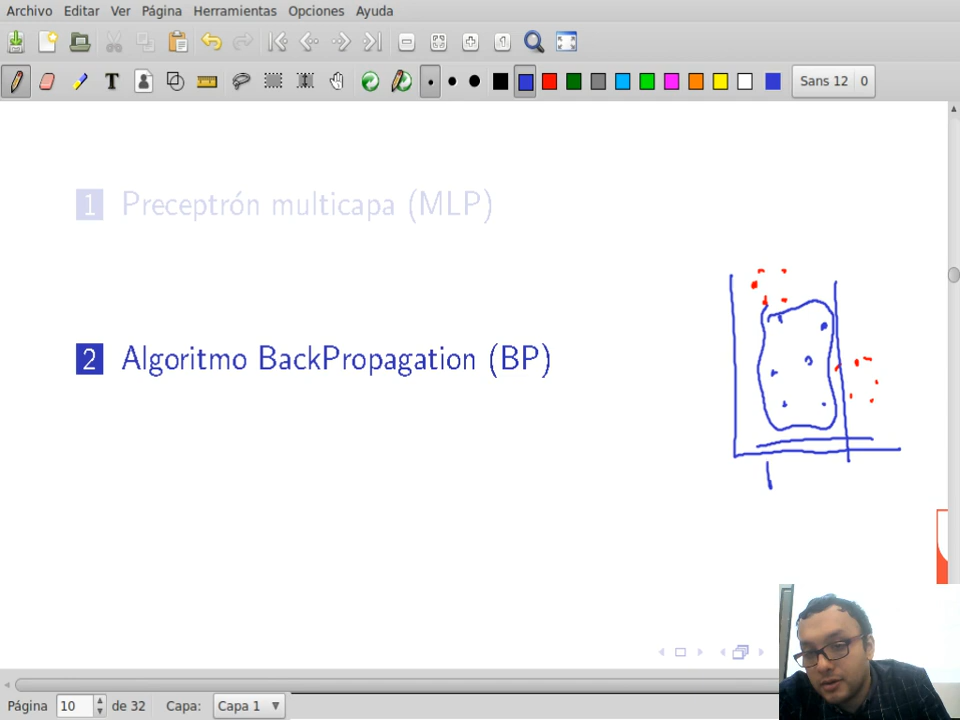 Archivo Editar Ver Página Herramientas Opciones Ayuda
T Sans 12 0
1 Preceptrón multicapa (MLP)
2 Algoritmo BackPropagation (BP)
Página 10 de 32 Capa: Capa 1